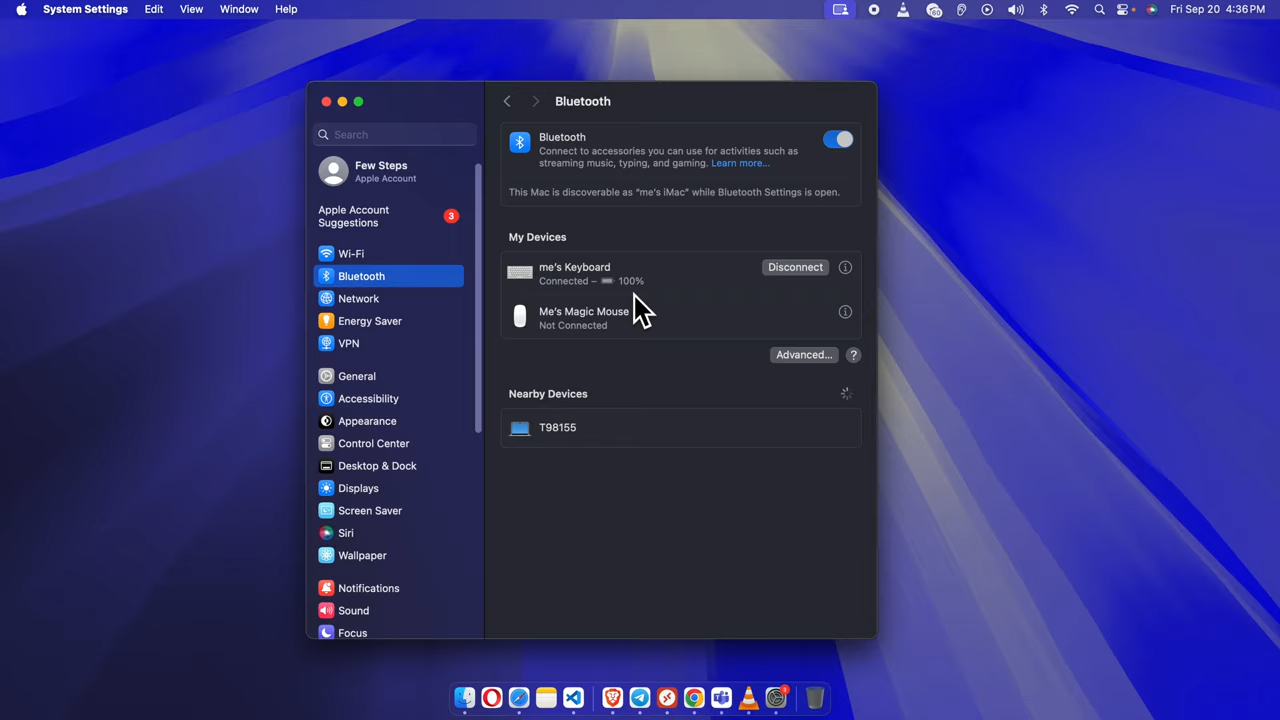 System Settings Edit View Window Help
Fri Sep 20 4:36 PM
Search
Few Steps
Apple Account
Apple Account
Suggestions
3
Wi-Fi
Bluetooth
Network
Energy Saver
VPN
General
Accessibility
Appearance
Control Center
Desktop & Dock
Displays
Screen Saver
Siri
Wallpaper
Notifications
Sound
Focus
Bluetooth
Bluetooth
Connect to accessories you can use for activities such as
streaming music, typing, and gaming. Learn more...
This Mac is discoverable as "me's iMac" while Bluetooth Settings is open.
My Devices
me's Keyboard
Connected – 100%
Disconnect
Me's Magic Mouse
Not Connected
Advanced... ?
Nearby Devices
T98155